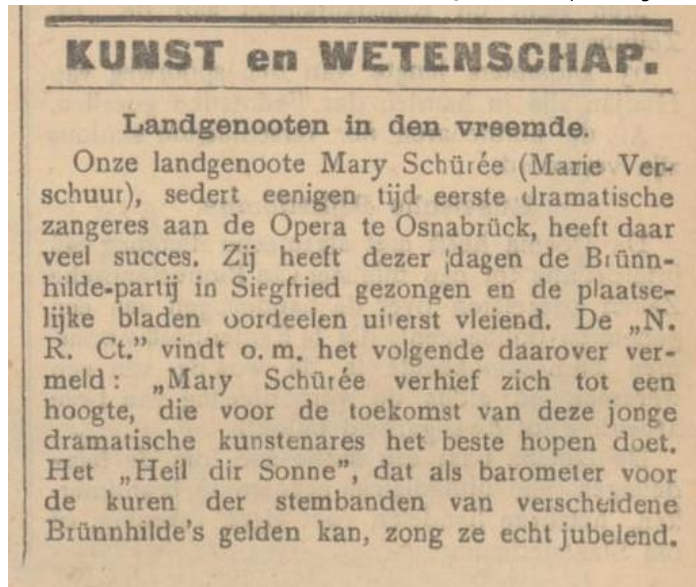 KUNST en WETENSCHAP.
Landgenooten in den vreemde.
Onze landgenoote Mary Schürée (Marie Ver-
schuur), sedert eenigen tijd eerste dramatische
zangeres aan de Opera te Osnabrück, heeft daar
veel succes. Zij heeft dezer dagen de Brünn-
hilde-partij in Siegfried gezongen en de plaatse-
lijke bladen oordeelen uiterst vleiend. De „N.
R. Ct.” vindt o. m. het volgende daarover ver-
meld: „Mary Schürée verhief zich tot een
hoogte, die voor de toekomst van deze jonge
dramatische kunstenares het beste hopen doet.
Het „Heil dir Sonne”, dat als barometer voor
de kuren der stembanden van verscheidene
Brünnhilde's gelden kan, zong ze echt jubelend.